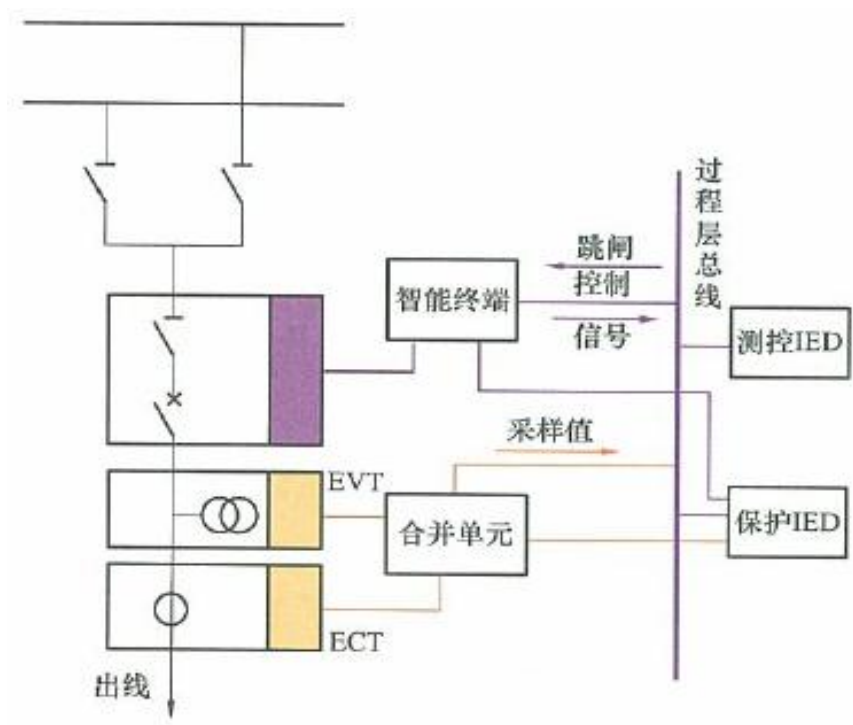 过程层总线
跳闸
控制
信号
智能终端
测控IED
采样值
EVT
合并单元
保护IED
ECT
出线